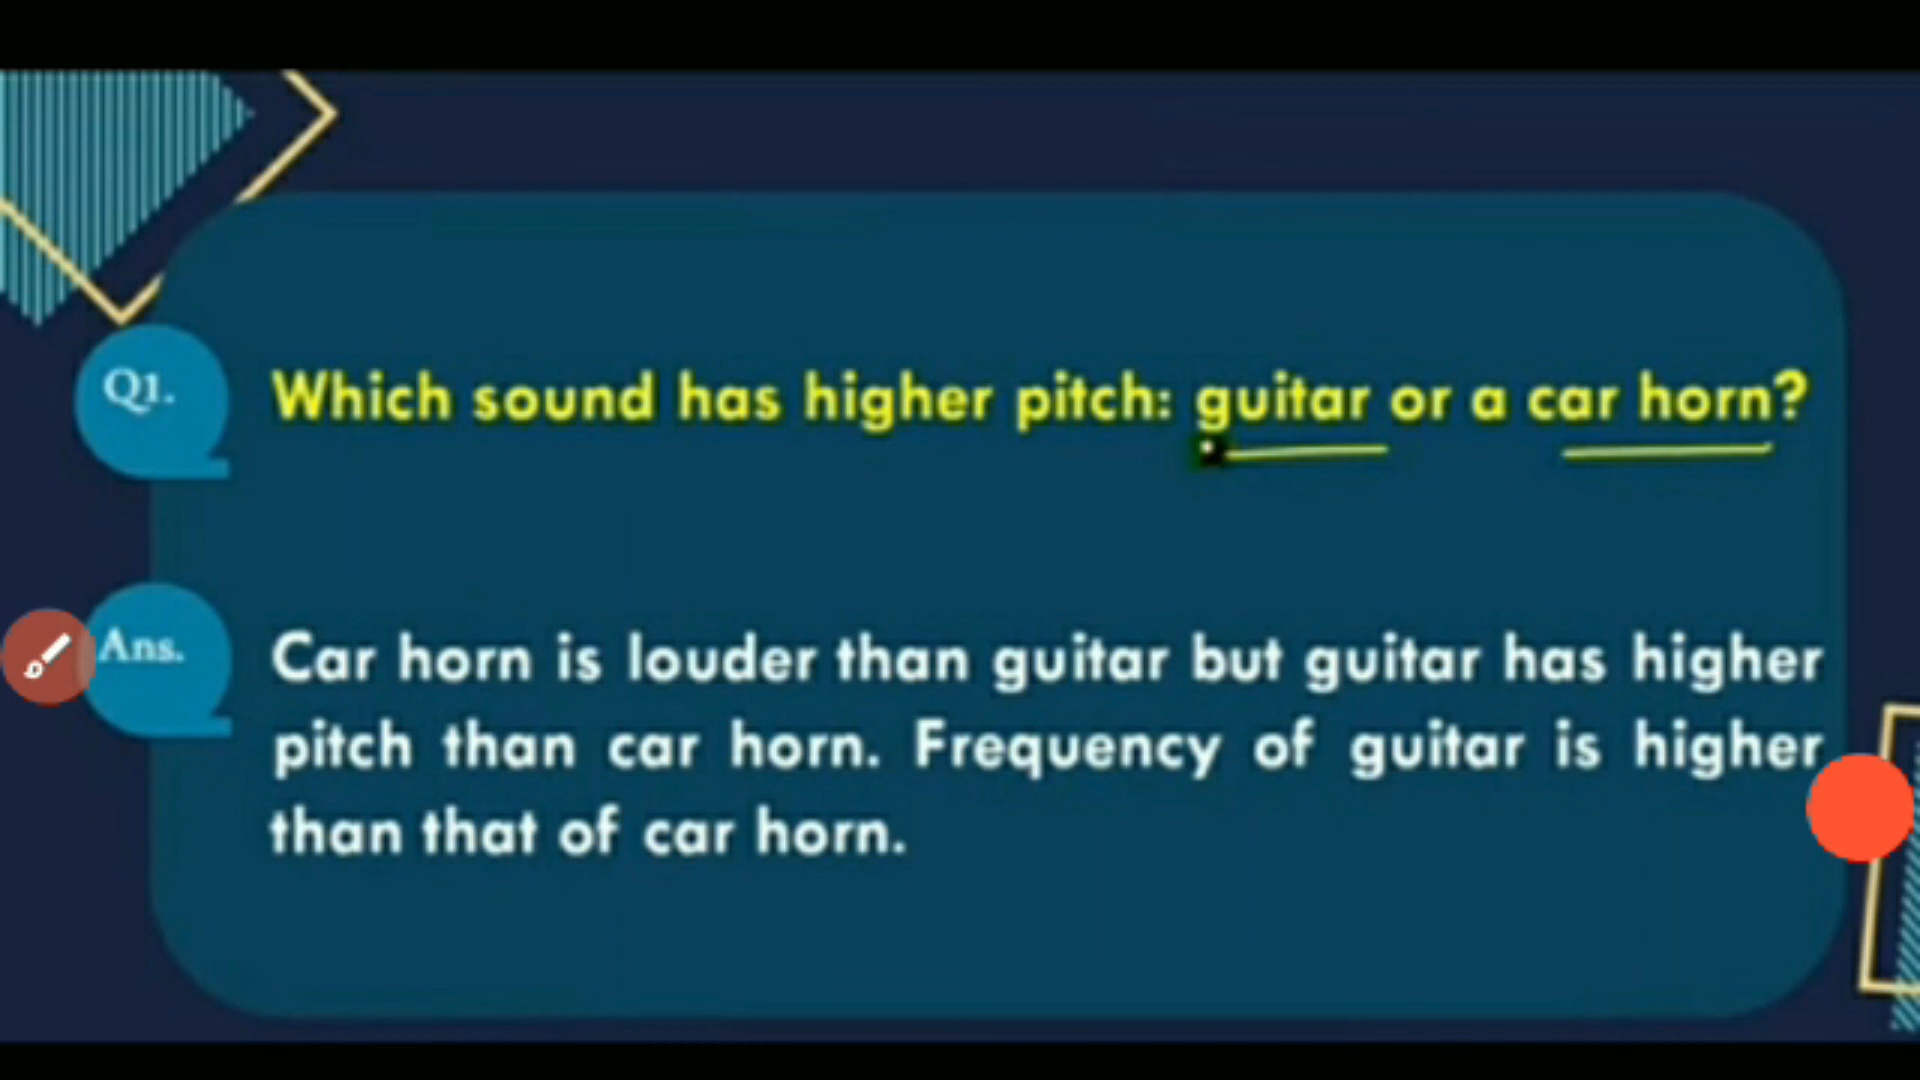 Q1.
Which sound has higher pitch: guitar or a car horn?
Ans.
Car horn is louder than guitar but guitar has higher
pitch than car horn. Frequency of guitar is higher
than that of car horn.